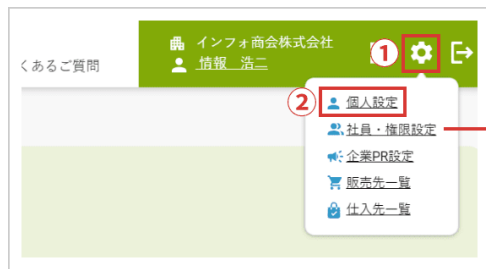 インフォ商会株式会社
情報 浩二
くあるご質問
①
②
個人設定
社員・権限設定
企業PR設定
販売先一覧
仕入先一覧